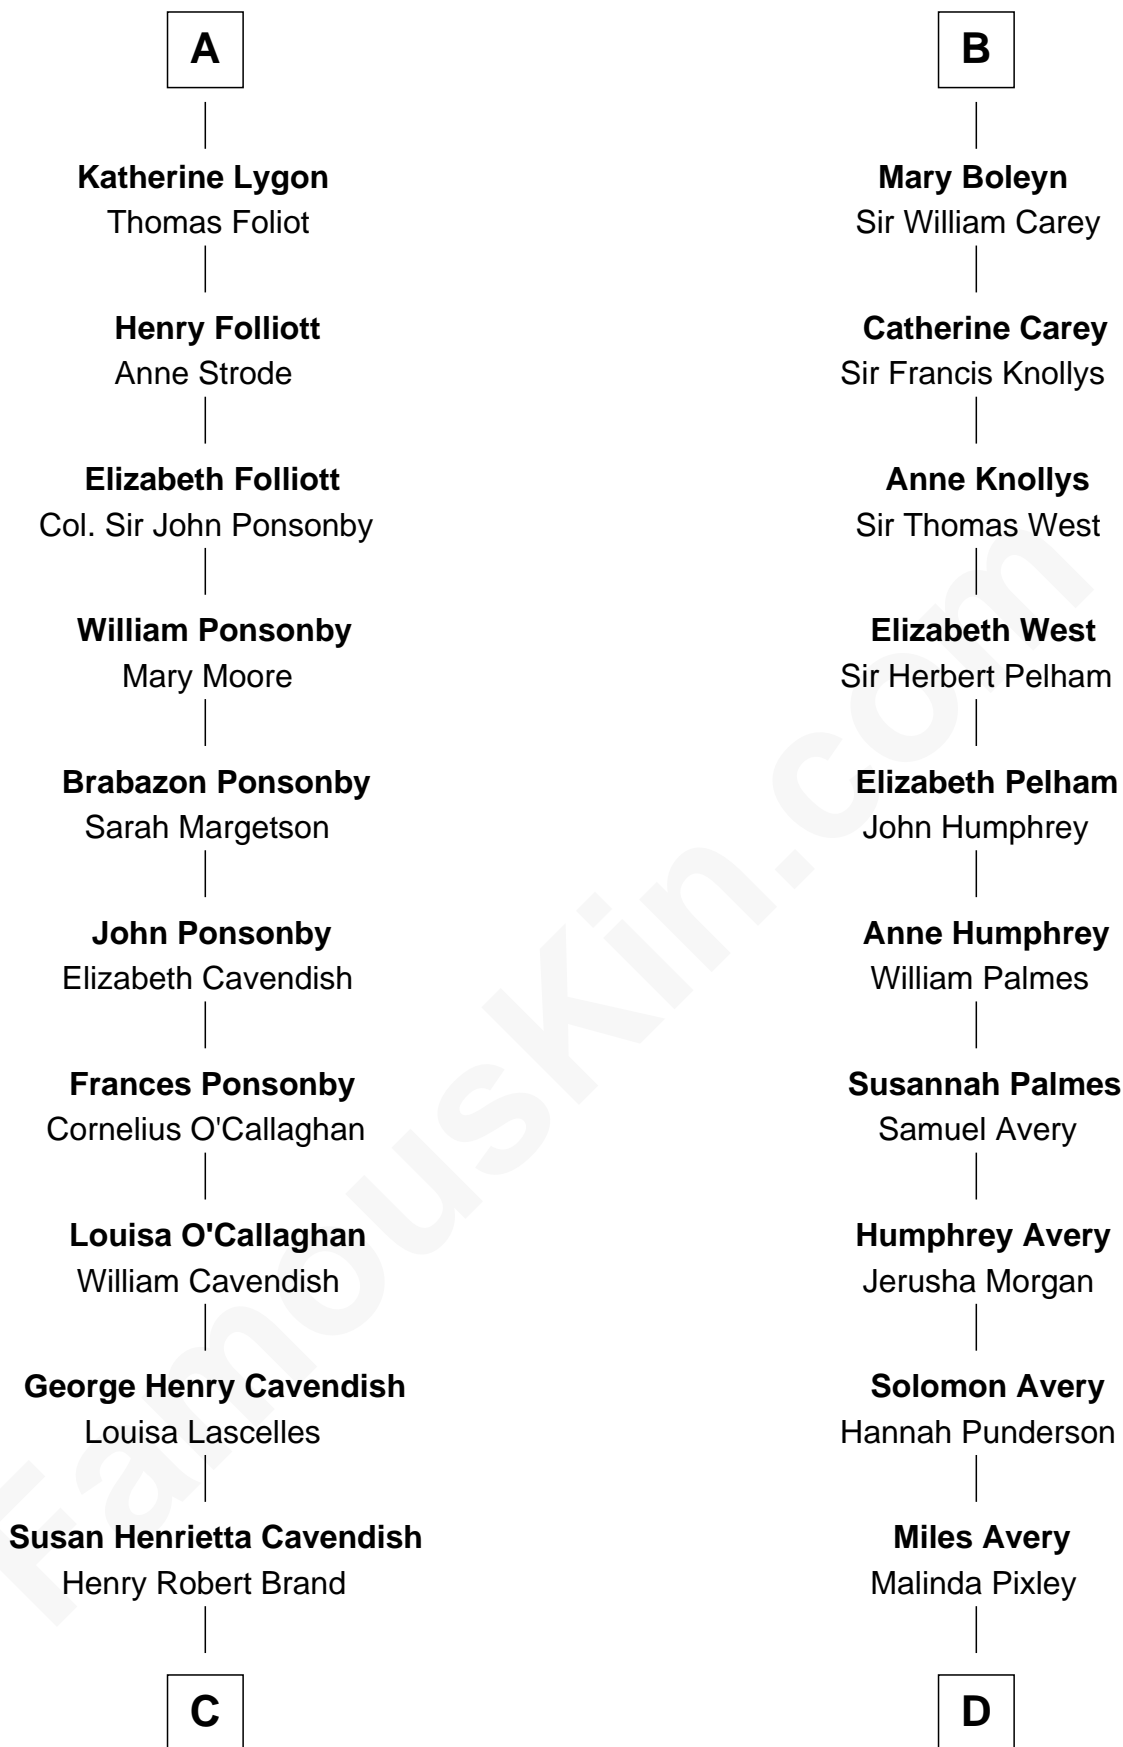 A
Katherine Lygon
Thomas Foliot
Henry Folliott
Anne Strode
Elizabeth Folliott
Col. Sir John Ponsonby
William Ponsonby
Mary Moore
Brabazon Ponsonby
Sarah Margetson
John Ponsonby
Elizabeth Cavendish
Frances Ponsonby
Cornelius O'Callaghan
Louisa O'Callaghan
William Cavendish
George Henry Cavendish
Louisa Lascelles
Susan Henrietta Cavendish
Henry Robert Brand
C
B
Mary Boleyn
Sir William Carey
Catherine Carey
Sir Francis Knollys
Anne Knollys
Sir Thomas West
Elizabeth West
Sir Herbert Pelham
Elizabeth Pelham
John Humphrey
Anne Humphrey
William Palmes
Susannah Palmes
Samuel Avery
Humphrey Avery
Jerusha Morgan
Solomon Avery
Hannah Punderson
Miles Avery
Malinda Pixley
D
FamousKin.com